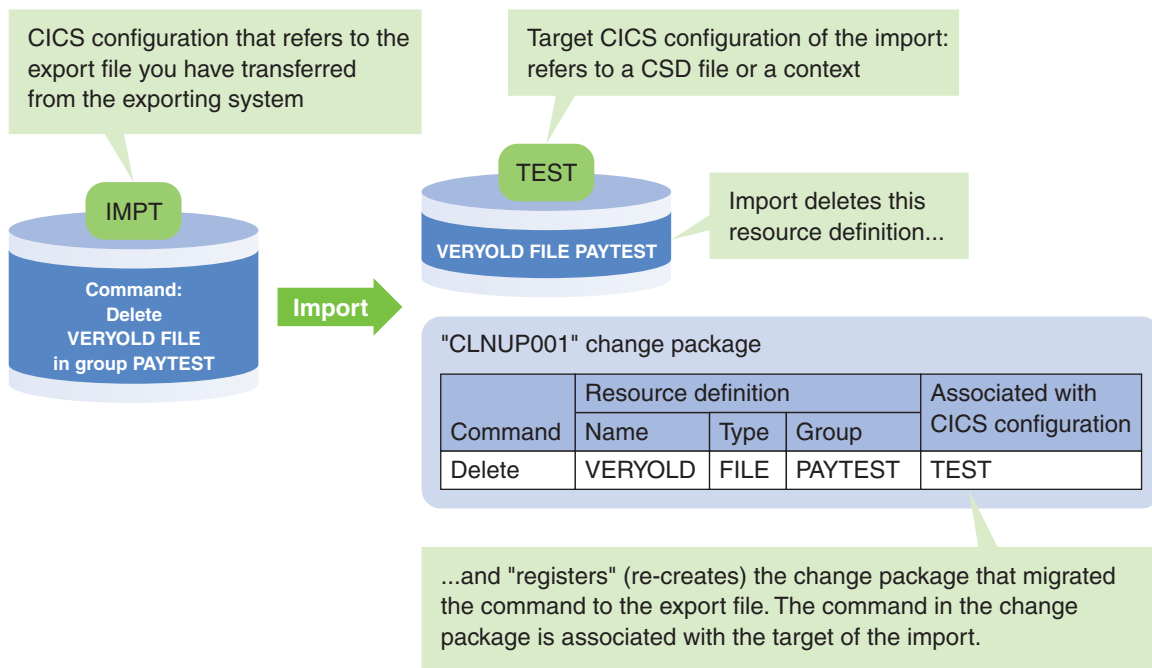 CICS configuration that refers to the
export file you have transferred
from the exporting system
Target CICS configuration of the import:
refers to a CSD file or a context
IMPT
TEST
Command:
Delete
VERYOLD FILE
in group PAYTEST
Import
VERYOLD FILE PAYTEST
Import deletes this
resource definition...
"CLNUP001" change package
Command
Resource definition
Associated with
CICS configuration
Name Type Group
Delete VERYOLD FILE PAYTEST TEST
...and "registers" (re-creates) the change package that migrated
the command to the export file. The command in the change
package is associated with the target of the import.